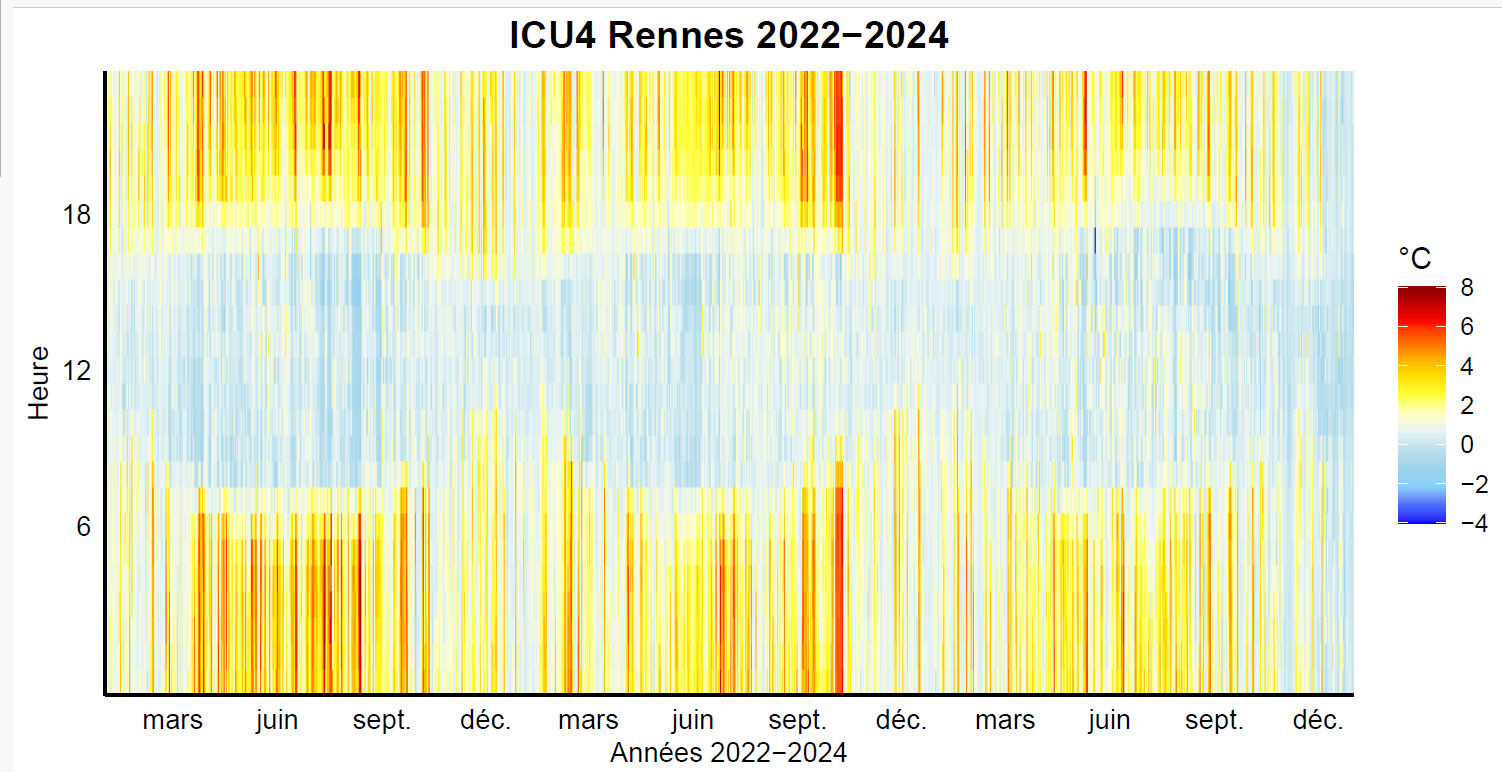 ICU4 Rennes 2022−2024
18
12
6
Heure
mars juin sept. déc. mars juin sept. déc. mars juin sept. déc.
Années 2022−2024
°C
8
6
4
2
0
−2
−4